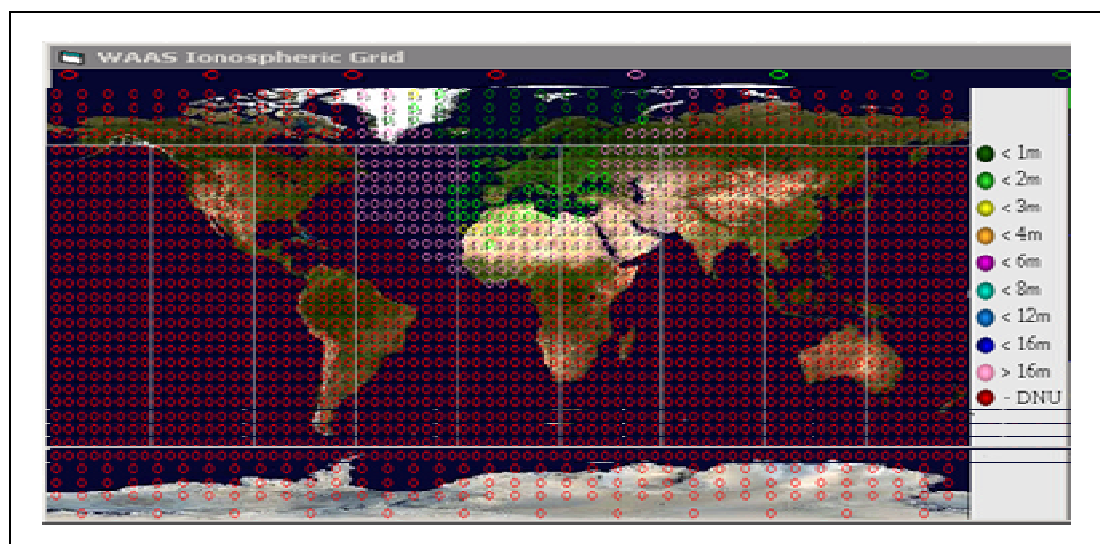 WAAS Ionospheric Grid
< 1m
< 2m
< 3m
< 4m
< 6m
< 8m
< 12m
< 16m
> 16m
- DNU